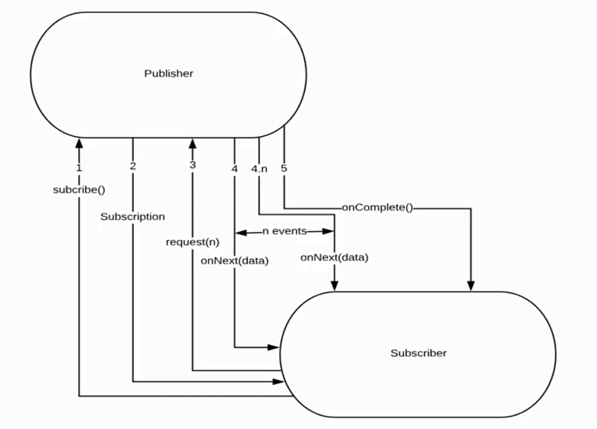 Publisher
1
2
3
4
4.n
5
subcribe()
Subscription
request(n)
onNext(data)
n events
onNext(data)
onComplete()
Subscriber